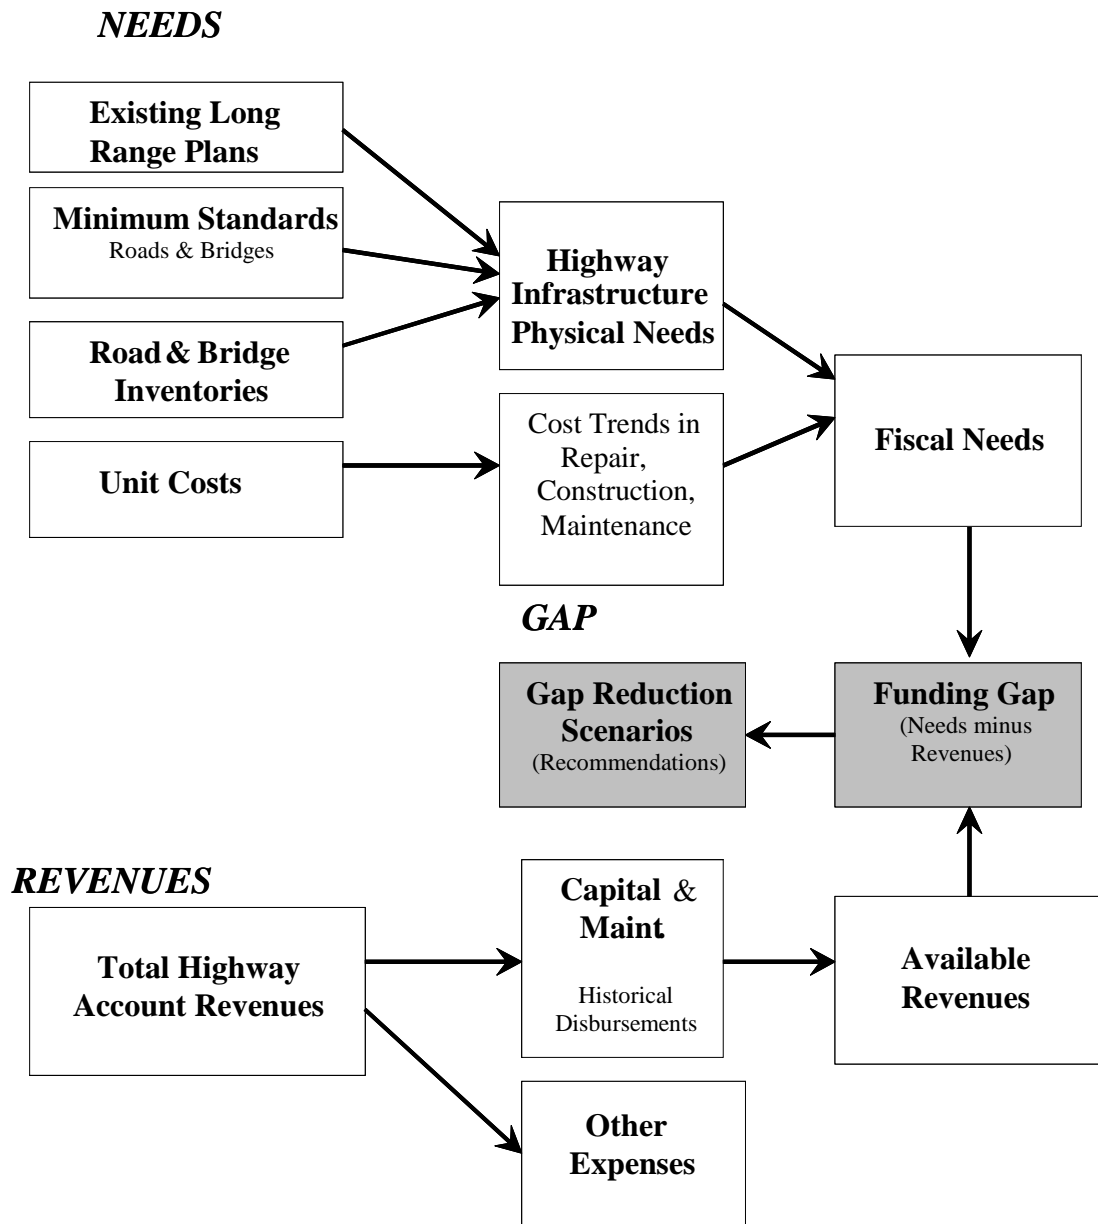 NEEDS
Existing Long
Range Plans
Minimum Standards
Roads & Bridges
Road & Bridge
Inventories
Unit Costs
Highway
Infrastructure
Physical Needs
Cost Trends in
Repair,
Construction,
Maintenance
Fiscal Needs
GAP
Gap Reduction
Scenarios
(Recommendations)
Funding Gap
(Needs minus
Revenues)
REVENUES
Total Highway
Account Revenues
Capital &
Maint.
Historical
Disbursements
Available
Revenues
Other
Expenses